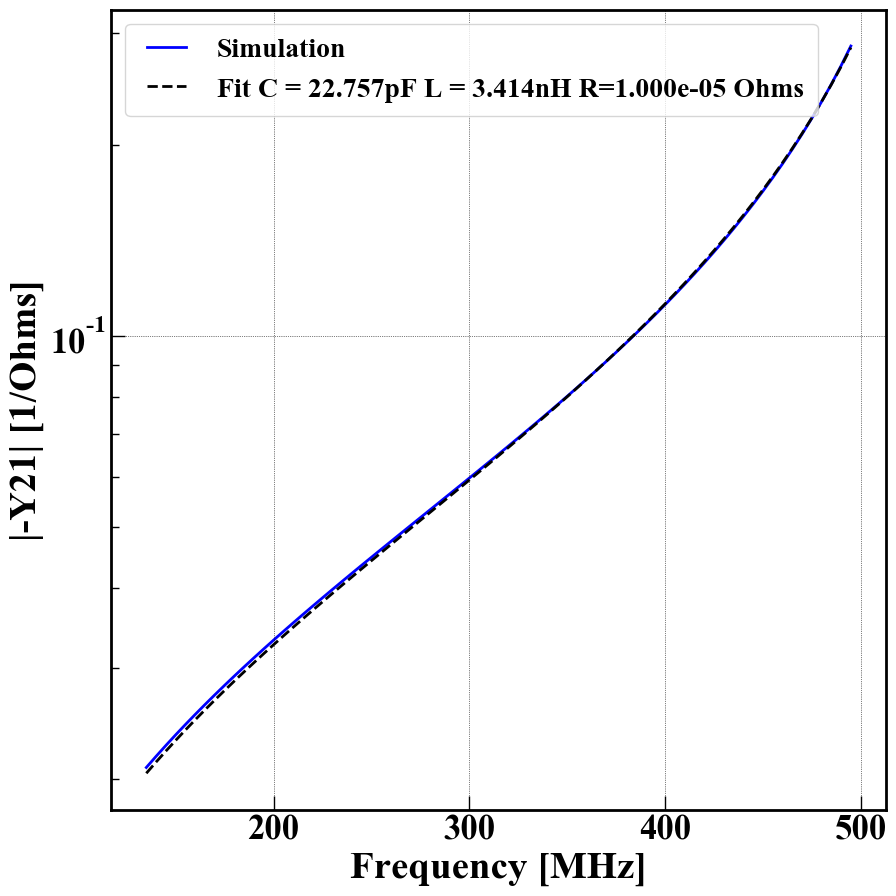 Simulation
Fit C = 22.757pF L = 3.414nH R=1.000e-05 Ohms
|-Y21| [1/Ohms]
10⁻¹
200 300 400 500
Frequency [MHz]